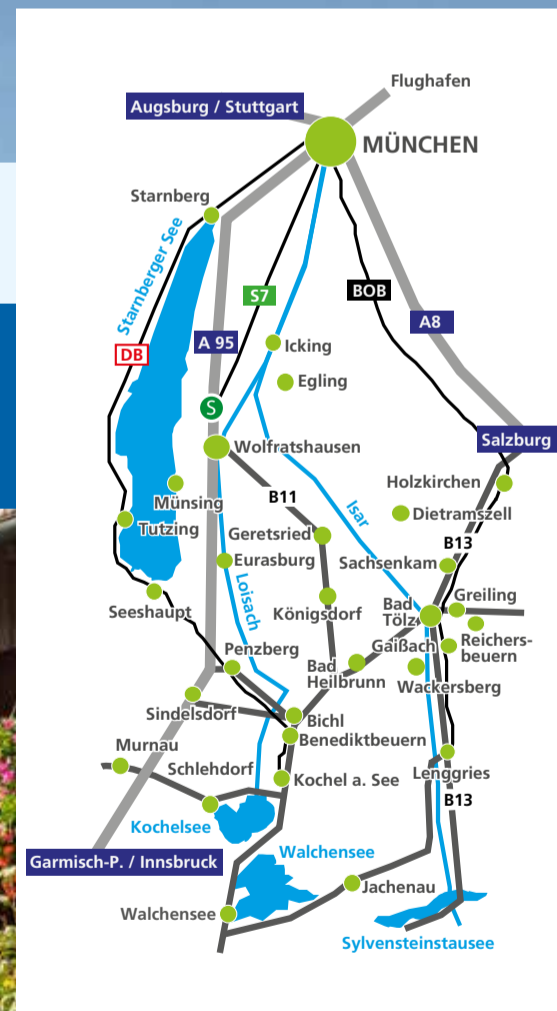 Flughafen
Augsburg / Stuttgart
MÜNCHEN
Starnberg
Starnberger See
S7
BOB
A8
DB
A 95
Icking
Egling
S
Wolfratshausen
Salzburg
Holzkirchen
Münsing
B11
Isar
Dietramszell
Tutzing
Geretsried
B13
Eurasburg
Sachsenkam
Seeshaupt
Loisach
Königsdorf
Bad
Tölz
Greiling
Gaißach
Reichers-
beuern
Penzberg
Bad
Heilbrunn
Wackersberg
Sindelsdorf
Bichl
Murnau
Benediktbeuern
Schlehdorf
Kochel a. See
Lenggries
B13
Kochelsee
Walchensee
Garmisch-P. / Innsbruck
Jachenau
Walchensee
Sylvensteinstausee